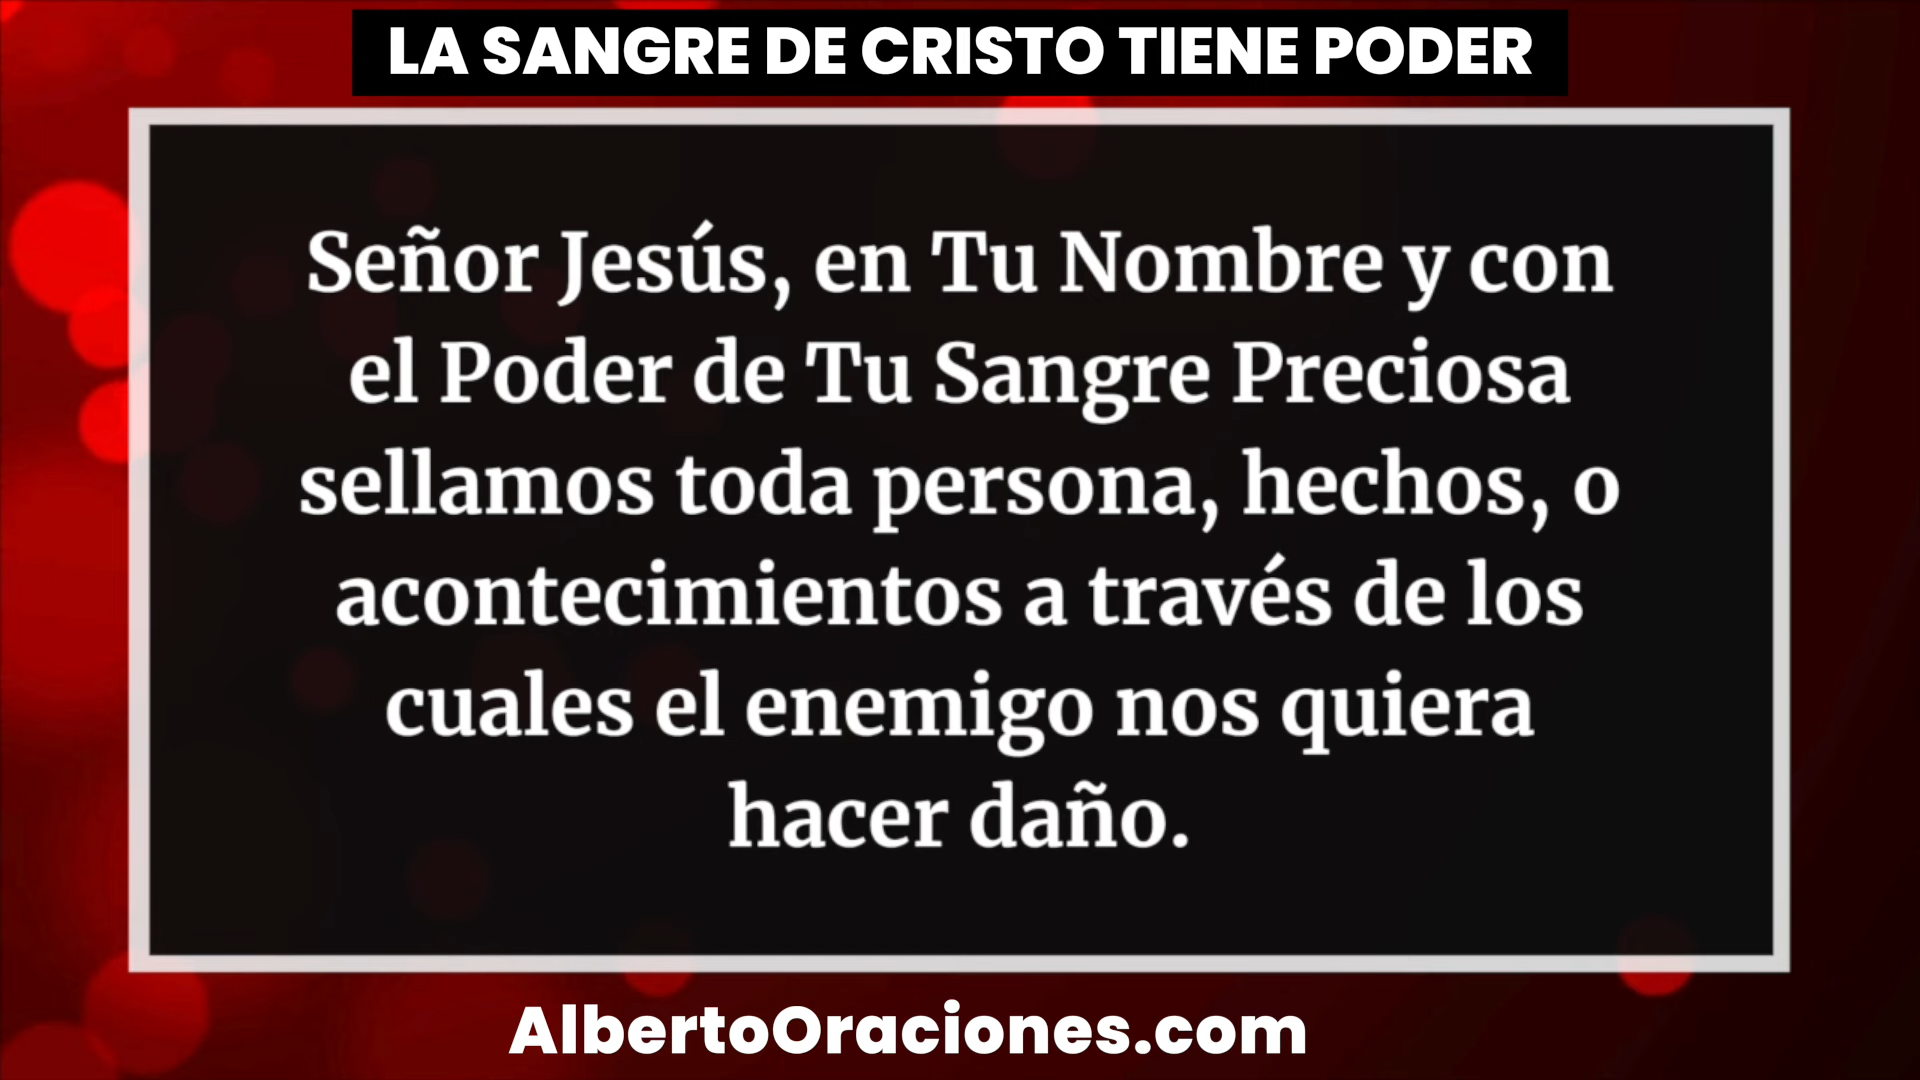 LA SANGRE DE CRISTO TIENE PODER
Señor Jesús, en Tu Nombre y con
el Poder de Tu Sangre Preciosa
sellamos toda persona, hechos, o
acontecimientos a través de los
cuales el enemigo nos quiera
hacer daño.
AlbertoOraciones.com